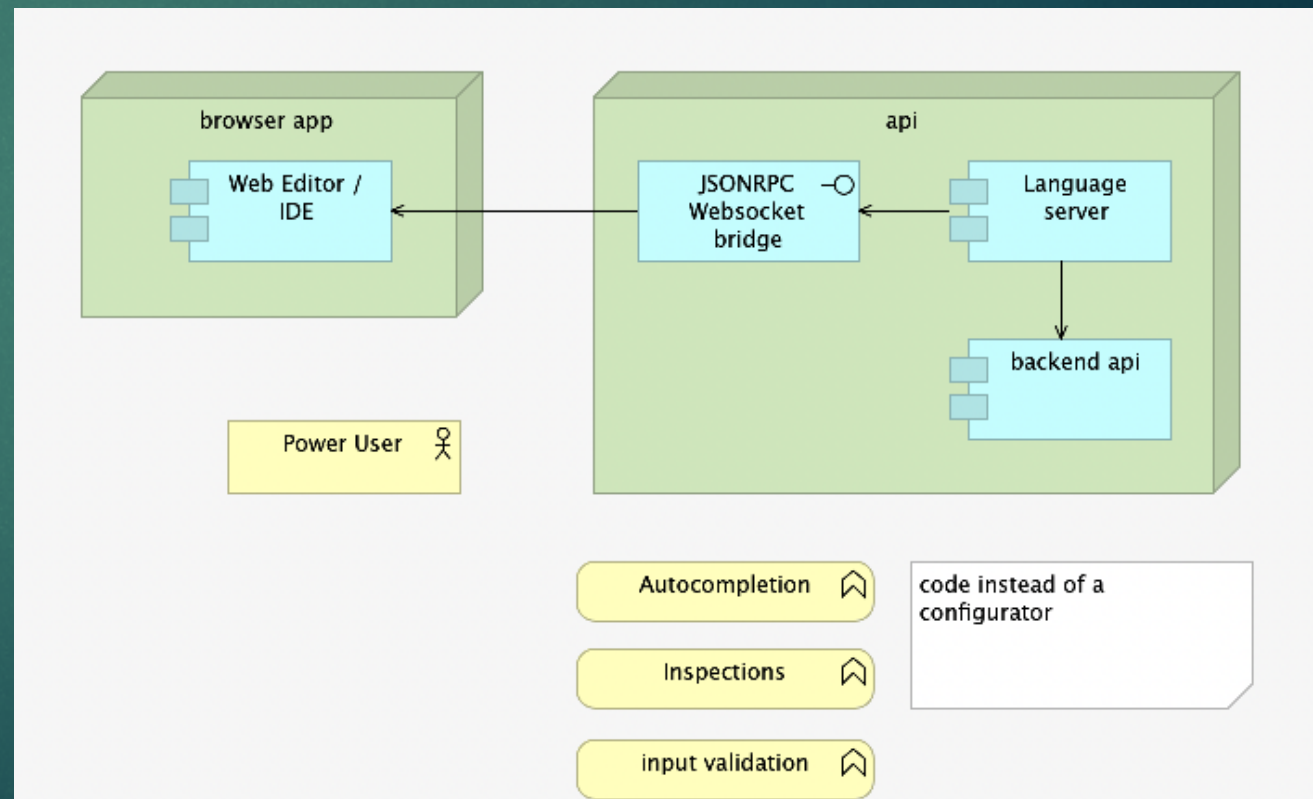 browser app
Web Editor /
IDE
api
JSONRPC
Websocket
bridge
Language
server
backend api
Power User
Autocompletion
Inspections
input validation
code instead of a
configurator